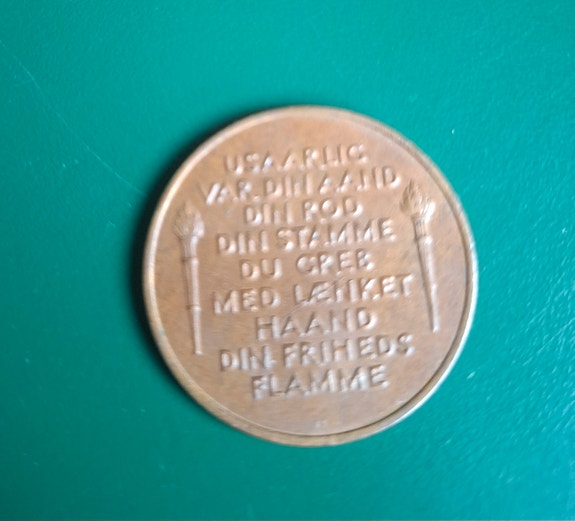 USAARLIG
VAR DIN AAND
DIN ROD
DIN STAMME
DU GREB
MED LÆNKET
HAAND
DIN FRIHEDS
FLAMME